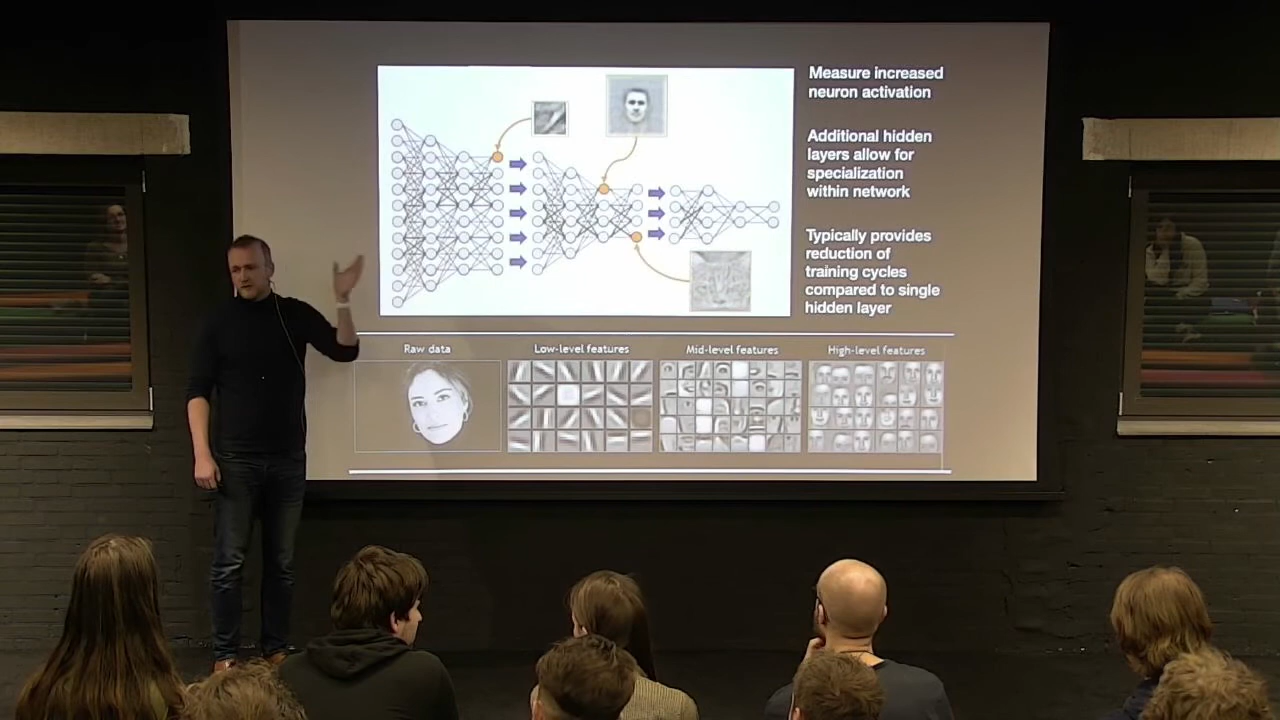 Measure increased
neuron activation
Additional hidden
layers allow for
specialization
within network
Typically provides
reduction of
training cycles
compared to single
hidden layer
Raw data
Low-level features
Mid-level features
High-level features